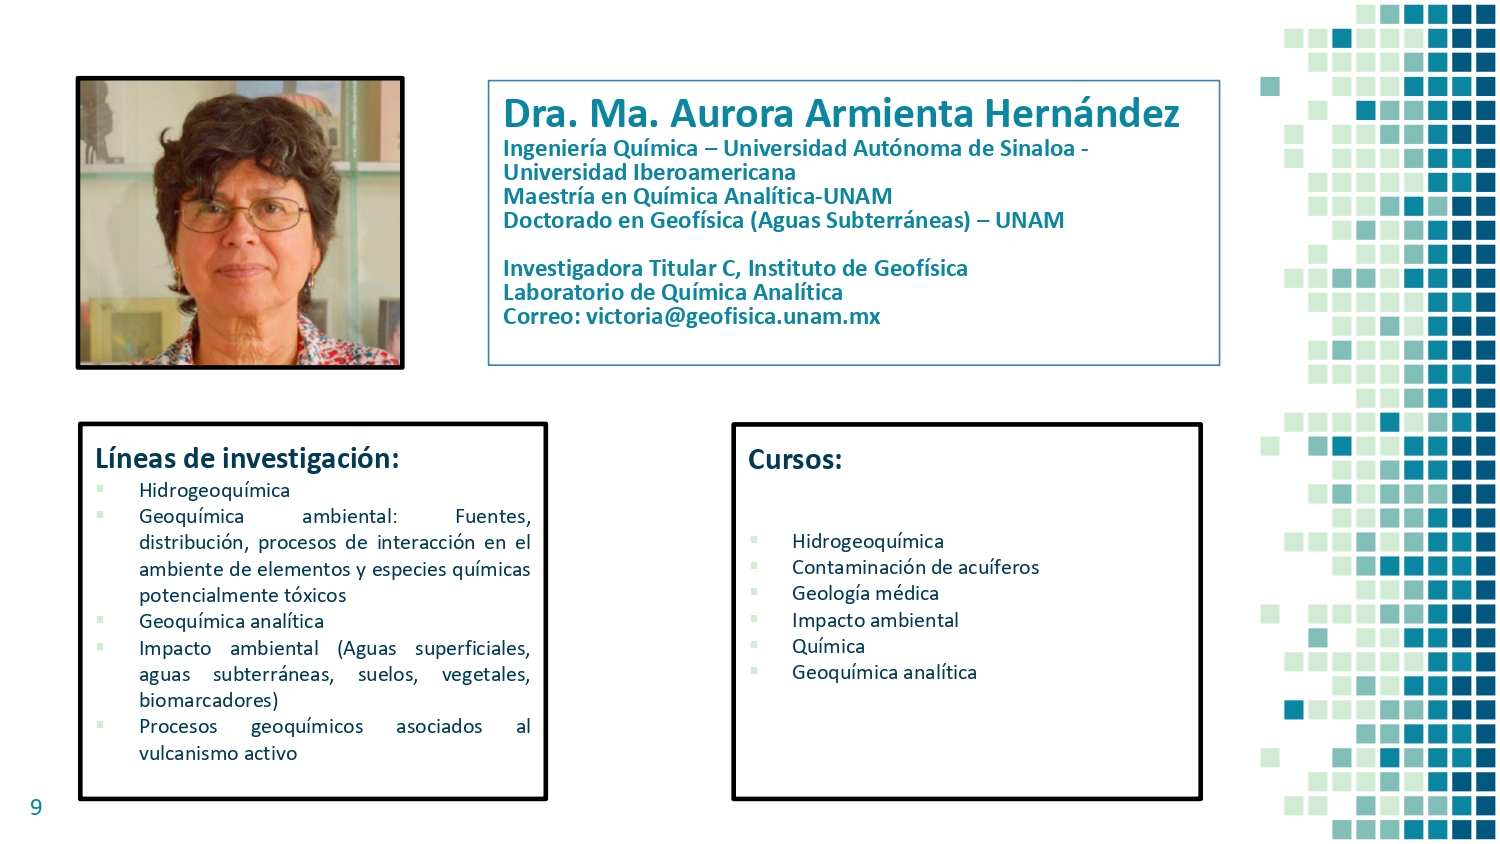 Dra. Ma. Aurora Armienta Hernández
Ingeniería Química – Universidad Autónoma de Sinaloa -
Universidad Iberoamericana
Maestría en Química Analítica-UNAM
Doctorado en Geofísica (Aguas Subterráneas) – UNAM
Investigadora Titular C, Instituto de Geofísica
Laboratorio de Química Analítica
Correo: victoria@geofisica.unam.mx
Líneas de investigación:
Hidrogeoquímica
Geoquímica ambiental: Fuentes,
distribución, procesos de interacción en el
ambiente de elementos y especies químicas
potencialmente tóxicos
Geoquímica analítica
Impacto ambiental (Aguas superficiales,
aguas subterráneas, suelos, vegetales,
biomarcadores)
Procesos geoquímicos asociados al
vulcanismo activo
Cursos:
Hidrogeoquímica
Contaminación de acuíferos
Geología médica
Impacto ambiental
Química
Geoquímica analítica
9